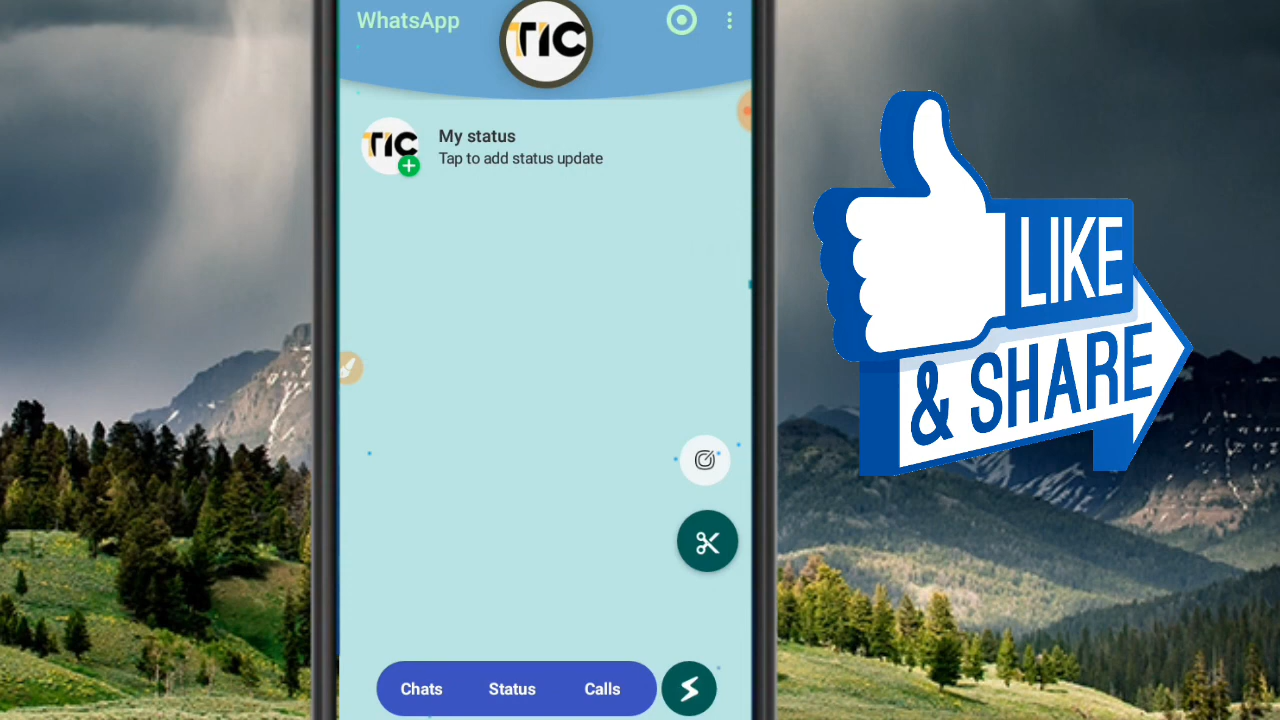 WhatsApp
TIC
TIC
My status
Tap to add status update
LIKE
& SHARE
Chats
Status
Calls